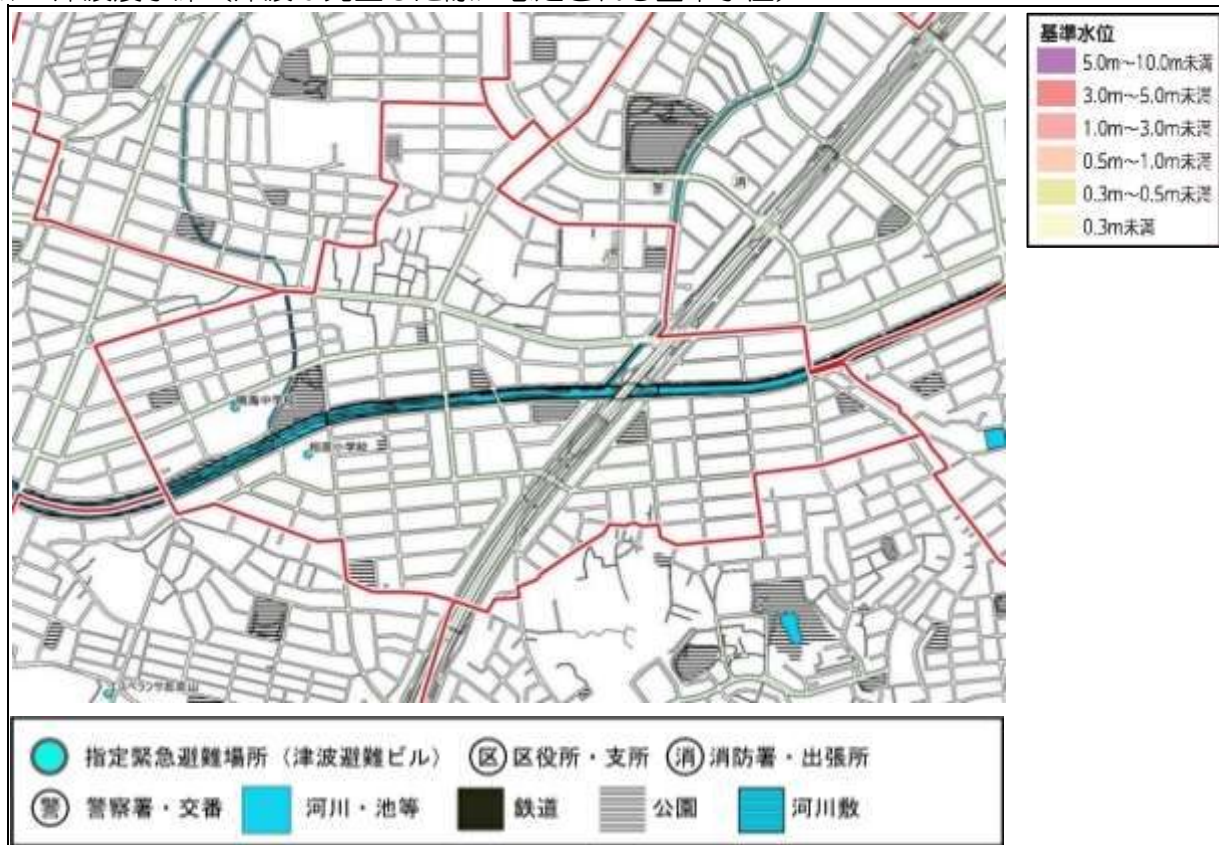 基準水位
5.0m～10.0m未満
3.0m～5.0m未満
1.0m～3.0m未満
0.5m～1.0m未満
0.3m～0.5m未満
0.3m未満
警
消
指定緊急避難場所（津波避難ビル）
区 区役所・支所
消 消防署・出張所
警 警察署・交番
河川・池等
鉄道
公園
河川敷